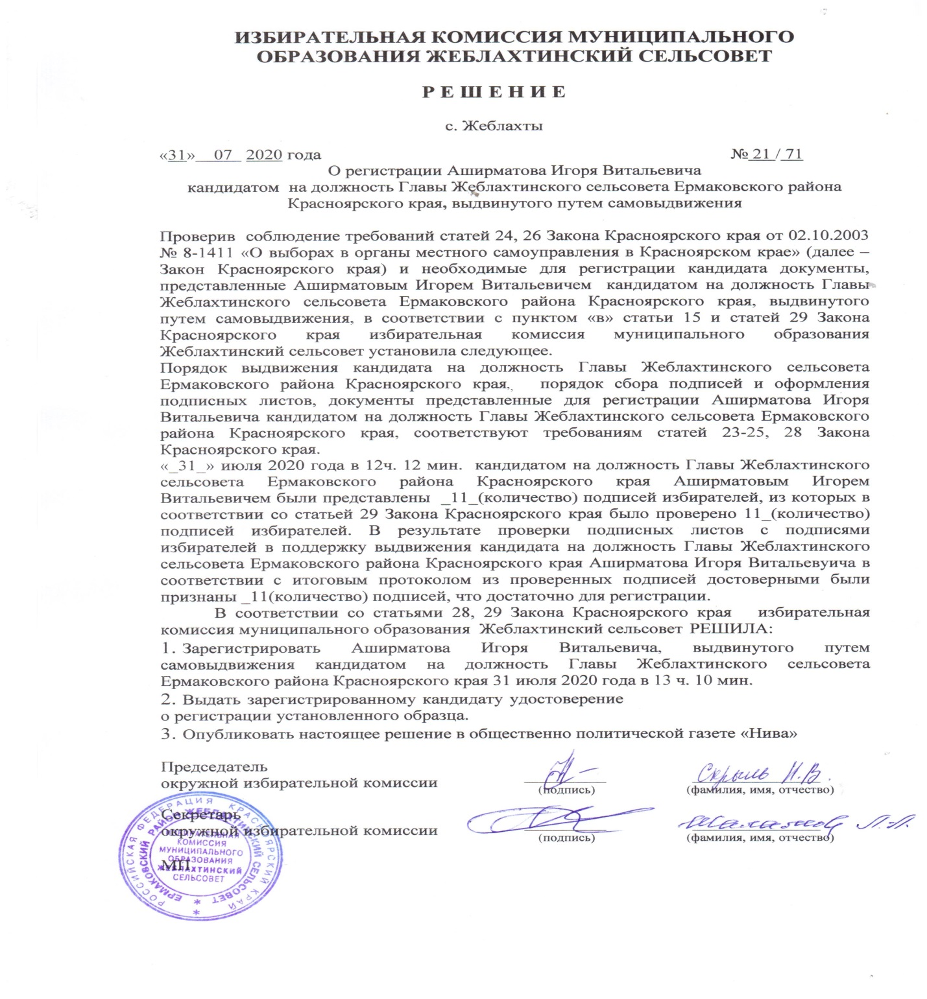 ИЗБИРАТЕЛЬНАЯ КОМИССИЯ МУНИЦИПАЛЬНОГО
ОБРАЗОВАНИЯ ЖЕБЛАХТИНСКИЙ СЕЛЬСОВЕТ
Р Е Ш Е Н И Е
с. Жеблахты
«31»__07_ 2020 года № 21 / 71
О регистрации Аширматова Игоря Витальевича
кандидатом на должность Главы Жеблахтинского сельсовета Ермаковского района
Красноярского края, выдвинутого путем самовыдвижения
Проверив соблюдение требований статей 24, 26 Закона Красноярского края от 02.10.2003
№ 8-1411 «О выборах в органы местного самоуправления в Красноярском крае» (далее –
Закон Красноярского края) и необходимые для регистрации кандидата документы,
представленные Аширматовым Игорем Витальевичем кандидатом на должность Главы
Жеблахтинского сельсовета Ермаковского района Красноярского края, выдвинутого
путем самовыдвижения, в соответствии с пунктом «в» статьи 15 и статей 29 Закона
Красноярского края избирательная комиссия муниципального образования
Жеблахтинский сельсовет установила следующее.
Порядок выдвижения кандидата на должность Главы Жеблахтинского сельсовета
Ермаковского района Красноярского края,, порядок сбора подписей и оформления
подписных листов, документы представленные для регистрации Аширматова Игоря
Витальевича кандидатом на должность Главы Жеблахтинского сельсовета Ермаковского
района Красноярского края, соответствуют требованиям статей 23-25, 28 Закона
Красноярского края.
«_31_» июля 2020 года в 12ч. 12 мин. кандидатом на должность Главы Жеблахтинского
сельсовета Ермаковского района Красноярского края Аширматовым Игорем
Витальевичем были представлены _11_(количество) подписей избирателей, из которых в
соответствии со статьей 29 Закона Красноярского края было проверено 11_(количество)
подписей избирателей. В результате проверки подписных листов с подписями
избирателей в поддержку выдвижения кандидата на должность Главы Жеблахтинского
сельсовета Ермаковского района Красноярского края Аширматова Игоря Витальевуича в
соответствии с итоговым протоколом из проверенных подписей достоверными были
признаны _11(количество) подписей, что достаточно для регистрации.
В соответствии со статьями 28, 29 Закона Красноярского края избирательная
комиссия муниципального образования Жеблахтинский сельсовет РЕШИЛА:
1. Зарегистрировать Аширматова Игоря Витальевича, выдвинутого путем
самовыдвижения кандидатом на должность Главы Жеблахтинского сельсовета
Ермаковского района Красноярского края 31 июля 2020 года в 13 ч. 10 мин.
2. Выдать зарегистрированному кандидату удостоверение
о регистрации установленного образца.
3. Опубликовать настоящее решение в общественно политической газете «Нива»
Председатель
окружной избирательной комиссии Скрыль Н.В.
(подпись) (фамилия, имя, отчество)
Секретарь
окружной избирательной комиссии
(подпись) (фамилия, имя, отчество)
МП
РОССИЙСКАЯ ФЕДЕРАЦИЯ КРАСНОЯРСКИЙ КРАЙ
ЕРМАКОВСКИЙ РАЙОН ЖЕБЛАХТИНСКИЙ СЕЛЬСОВЕТ
ИЗБИРАТЕЛЬНАЯ
КОМИССИЯ
МУНИЦИПАЛЬНОГО
ОБРАЗОВАНИЯ
ЖЕБЛАХТИНСКИЙ
СЕЛЬСОВЕТ